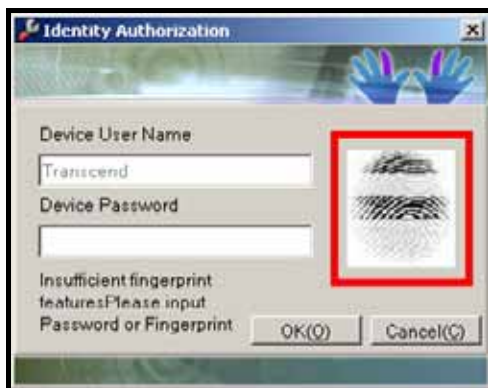 Identity Authorization
Device User Name
Transcend
Device Password
Insufficient fingerprint
featuresPlease input
Password or Fingerprint
OK(O)
Cancel(C)